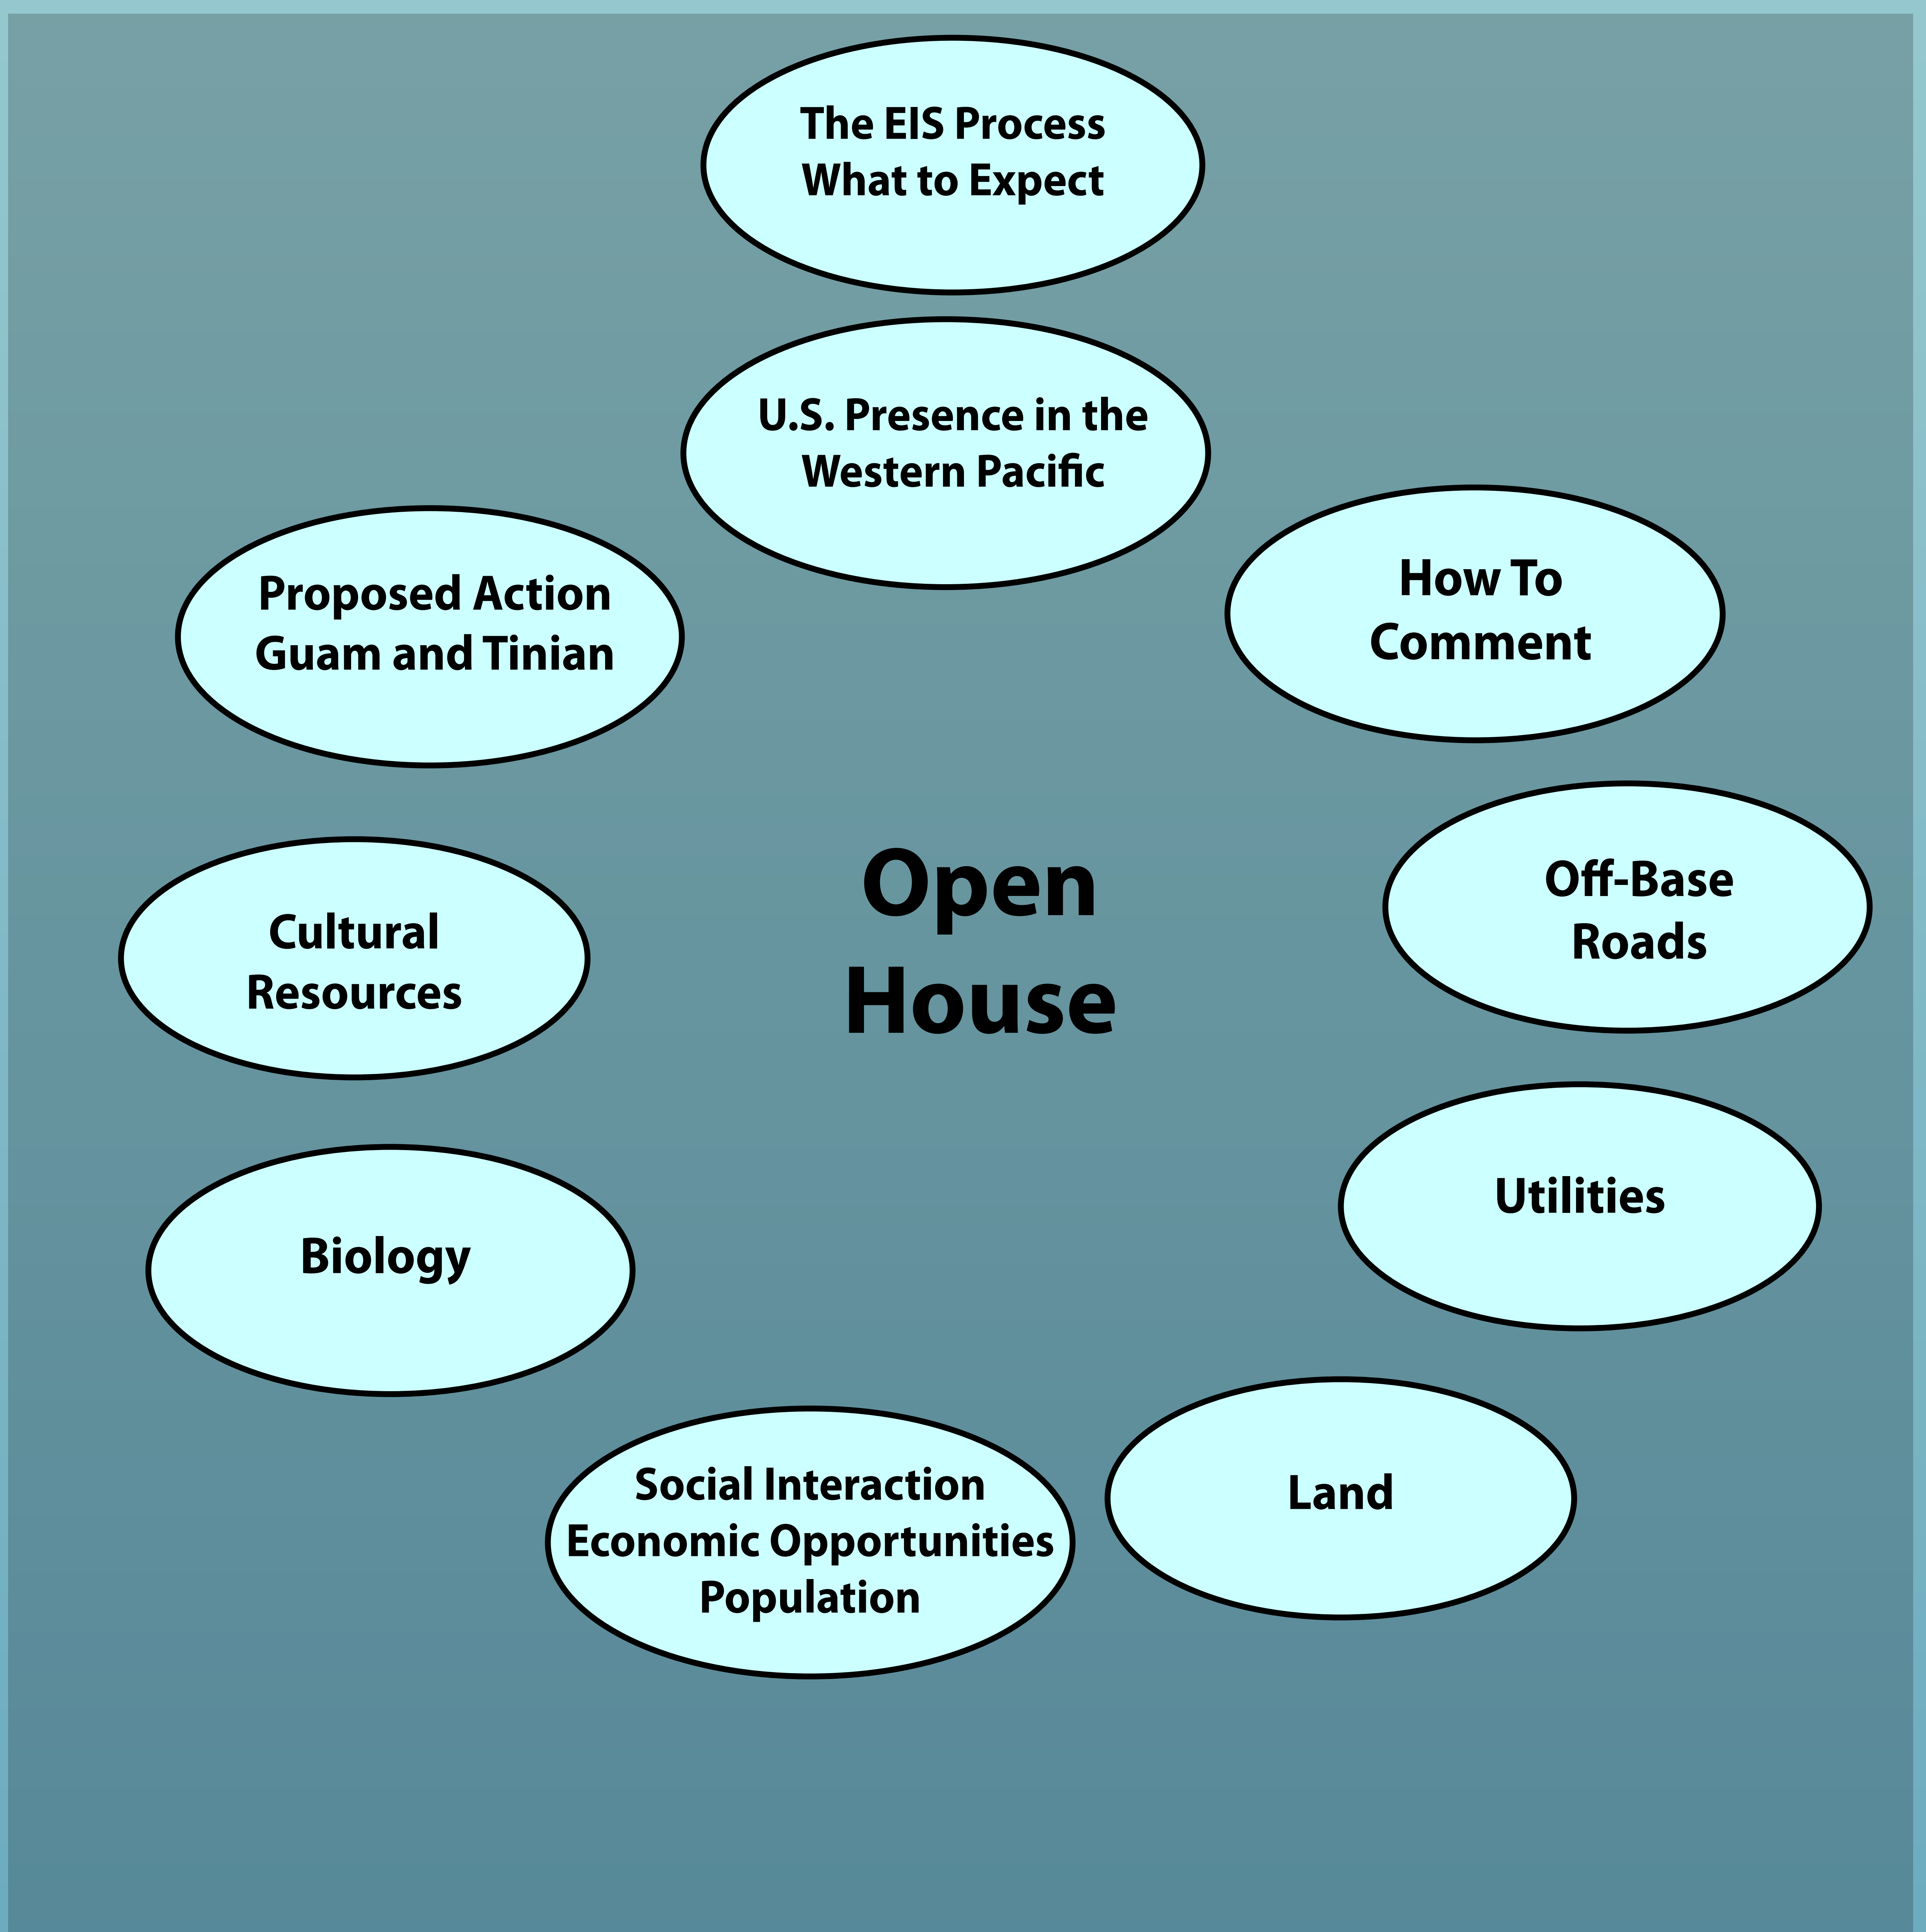 The EIS Process
What to Expect
U.S. Presence in the
Western Pacific
Proposed Action
Guam and Tinian
How To
Comment
Cultural
Resources
Open
House
Off-Base
Roads
Biology
Utilities
Social Interaction
Economic Opportunities
Population
Land